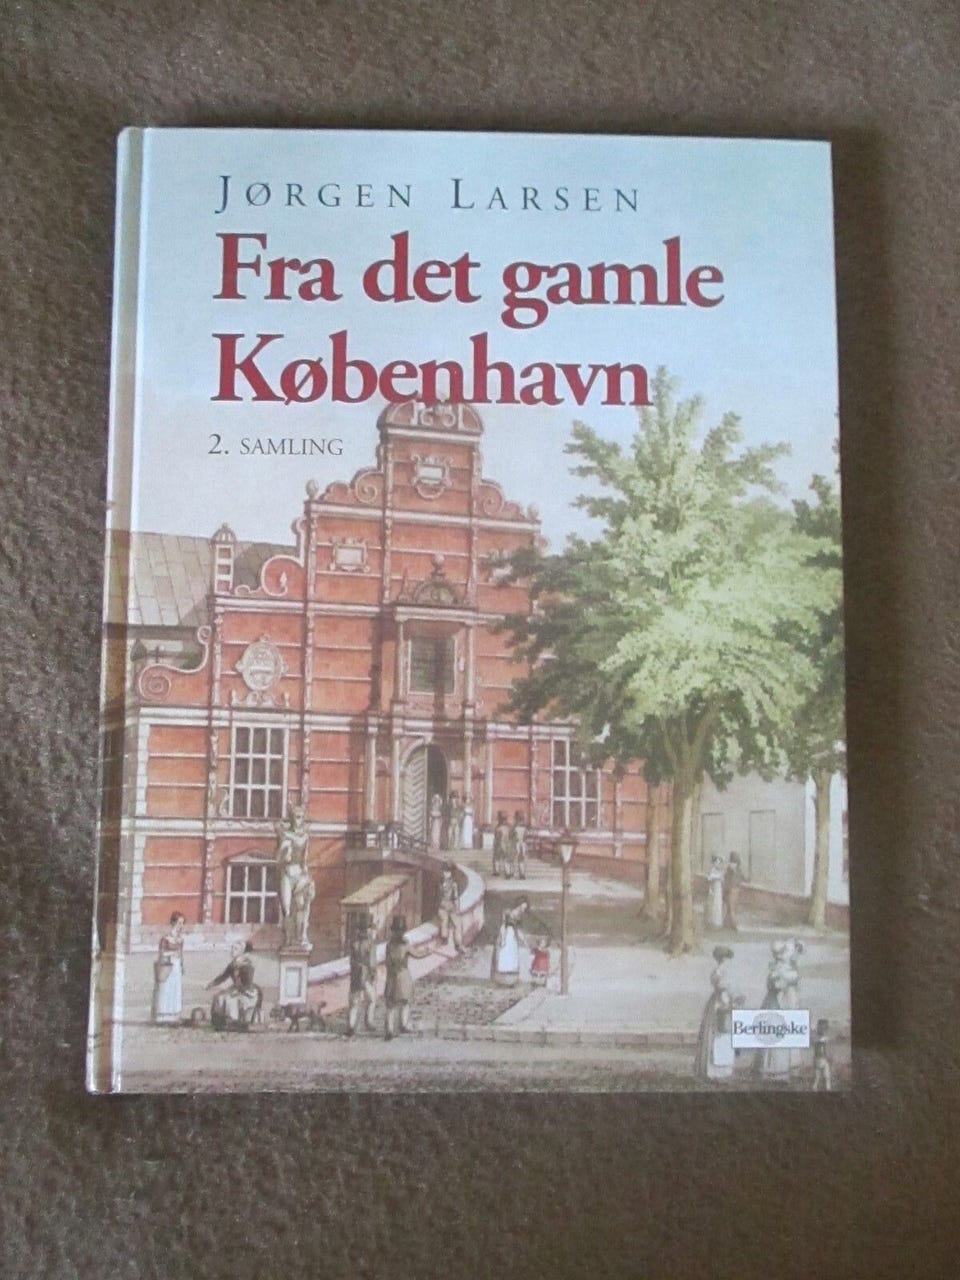 JØRGEN LARSEN
Fra det gamle
København
2. SAMLING
Berlingske